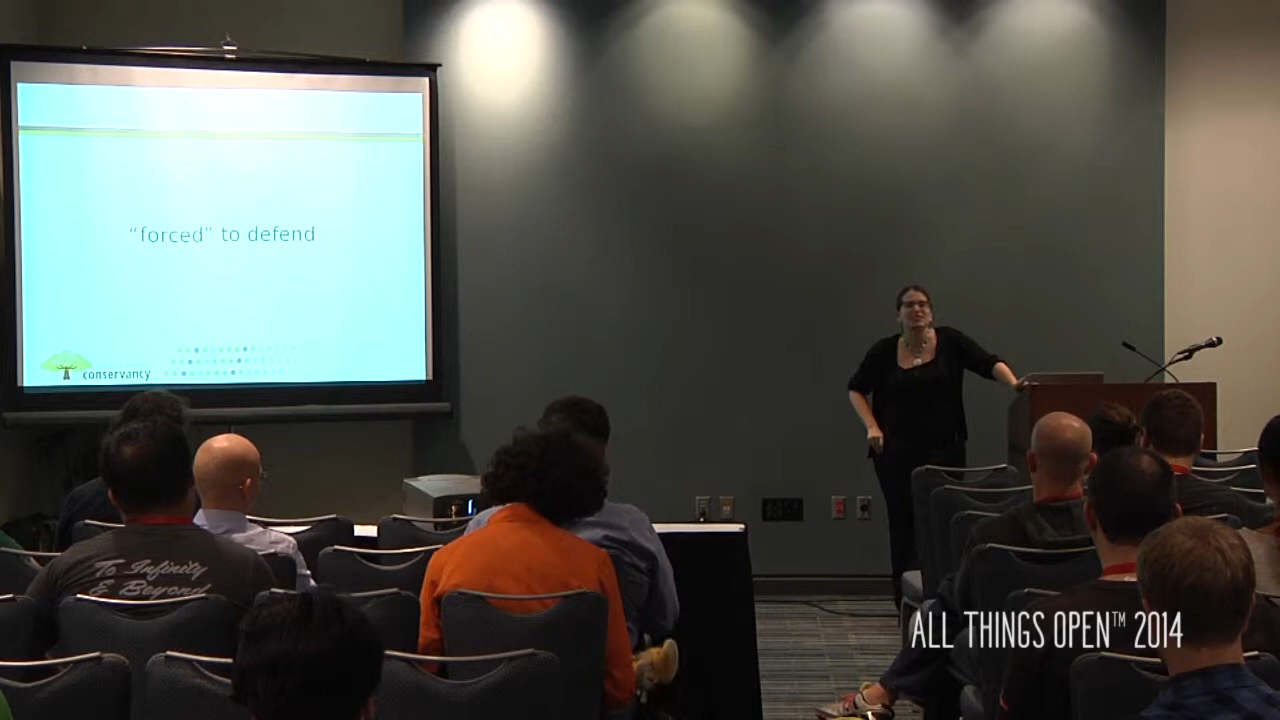 “forced” to defend
conservancy
To Infinity
& Beyond
ALL THINGS OPEN™ 2014